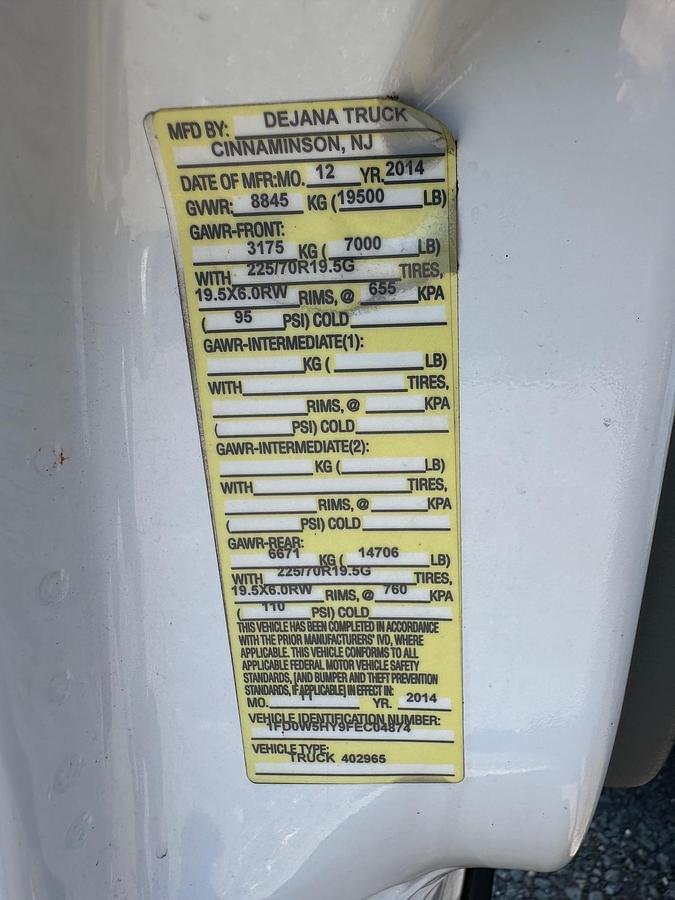 MFD BY: DEJANA TRUCK
CINNAMINSON, NJ
DATE OF MFR:MO. 12 YR. 2014
GVWR: 8845 KG (19500 LB)
GAWR-FRONT:
3175 KG ( 7000 LB)
WITH 225/70R19.5G TIRES,
19.5X6.0RW RIMS, @ 655 KPA
( 95 PSI) COLD
GAWR-INTERMEDIATE(1):
KG ( LB)
WITH TIRES,
RIMS, @ KPA
( PSI) COLD
GAWR-INTERMEDIATE(2):
KG ( LB)
WITH TIRES,
RIMS, @ KPA
( PSI) COLD
GAWR-REAR:
6671 KG ( 14706 LB)
WITH 225/70R19.5G TIRES,
19.5X6.0RW RIMS, @ 760 KPA
( 110 PSI) COLD
THIS VEHICLE HAS BEEN COMPLETED IN ACCORDANCE
WITH THE PRIOR MANUFACTURERS' IVD, WHERE
APPLICABLE. THIS VEHICLE CONFORMS TO ALL
APPLICABLE FEDERAL MOTOR VEHICLE SAFETY
STANDARDS, [AND BUMPER AND THEFT PREVENTION
STANDARDS, IF APPLICABLE] IN EFFECT IN:
MO. 11 YR. 2014
VEHICLE IDENTIFICATION NUMBER:
1FD0W5HY9FEC04874
VEHICLE TYPE:
TRUCK 402965